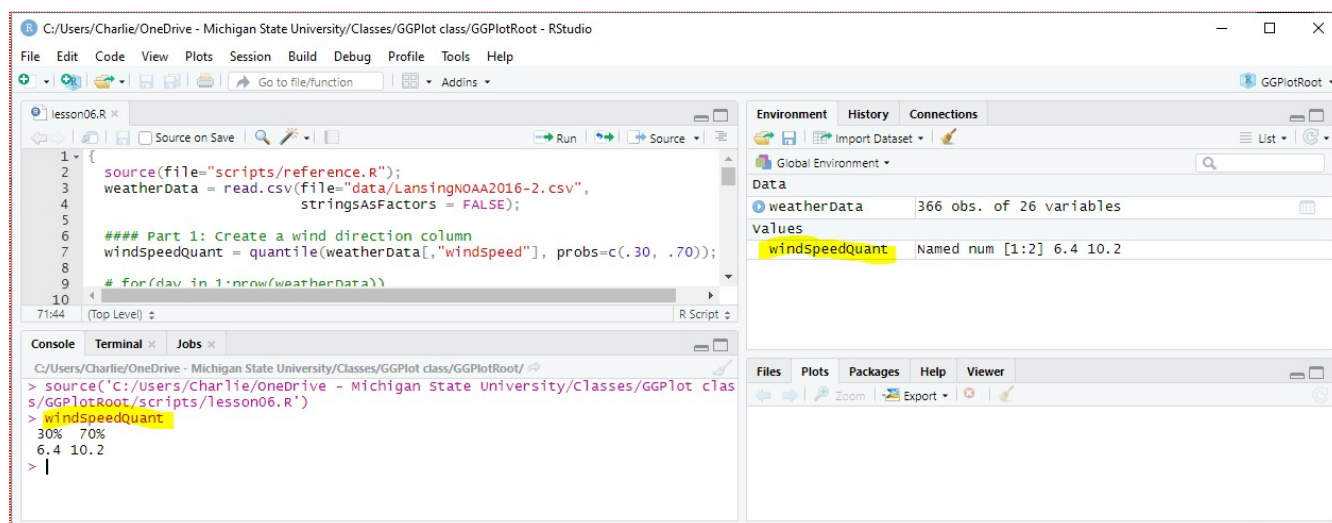 C:/Users/Charlie/OneDrive - Michigan State University/Classes/GGPlot class/GGPlotRoot - RStudio
File Edit Code View Plots Session Build Debug Profile Tools Help
Go to file/function Addins GGPlotRoot
lesson06.R
Source on Save Run Source
1 {
2 source(file="scripts/reference.R");
3 weatherData = read.csv(file="data/LansingNOAA2016-2.csv",
4 stringsAsFactors = FALSE);
5
6 #### Part 1: Create a wind direction column
7 windSpeedQuant = quantile(weatherData[,"windSpeed"], probs=c(.30, .70));
8
9 # for(day in 1:nrow(weatherData))
10
71:44 (Top Level) R Script
Console Terminal Jobs
C:/Users/Charlie/OneDrive - Michigan State University/Classes/GGPlot class/GGPlotRoot/
> source('C:/Users/Charlie/OneDrive - Michigan State University/Classes/GGPlot clas
s/GGPlotRoot/scripts/lesson06.R')
> windSpeedQuant
30% 70%
6.4 10.2
>
Environment History Connections
Import Dataset List
Global Environment
Data
weatherData 366 obs. of 26 variables
Values
windSpeedQuant Named num [1:2] 6.4 10.2
Files Plots Packages Help Viewer
Zoom Export